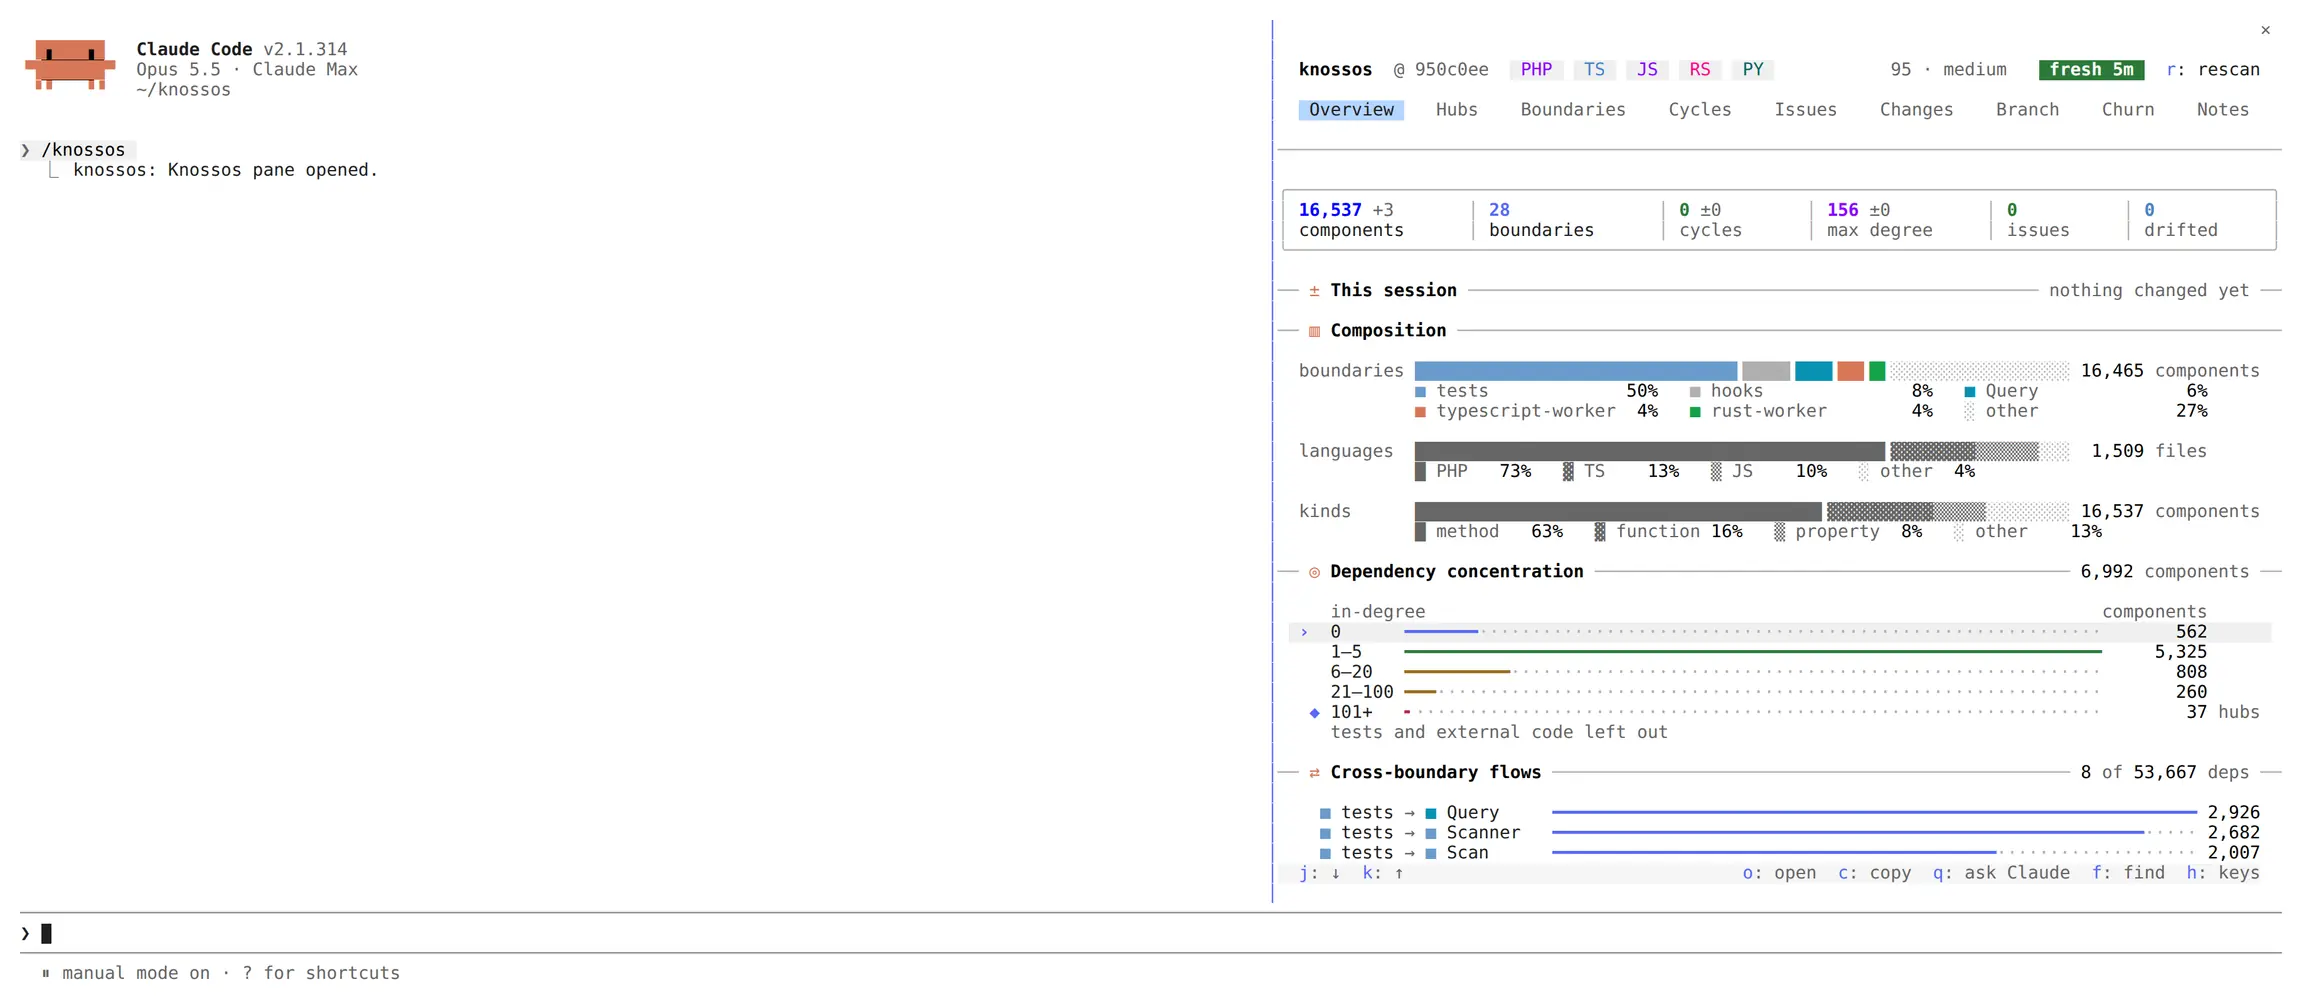 Claude Code v2.1.314
Opus 5.5 · Claude Max
~/knossos
❯ /knossos
⎿ knossos: Knossos pane opened.
×
knossos @ 950c0ee PHP TS JS RS PY 95 · medium fresh 5m r: rescan
Overview Hubs Boundaries Cycles Issues Changes Branch Churn Notes
16,537 +3 28 0 ±0 156 ±0 0 0
components boundaries cycles max degree issues drifted
± This session nothing changed yet
▥ Composition
boundaries 16,465 components
tests 50% hooks 8% Query 6%
typescript-worker 4% rust-worker 4% other 27%
languages 1,509 files
PHP 73% TS 13% JS 10% other 4%
kinds 16,537 components
method 63% function 16% property 8% other 13%
◎ Dependency concentration 6,992 components
in-degree components
› 0 562
1–5 5,325
6–20 808
21–100 260
◆ 101+ 37 hubs
tests and external code left out
⇄ Cross-boundary flows 8 of 53,667 deps
tests → Query 2,926
tests → Scanner 2,682
tests → Scan 2,007
j: ↓ k: ↑ o: open c: copy q: ask Claude f: find h: keys
❯
⏸ manual mode on · ? for shortcuts